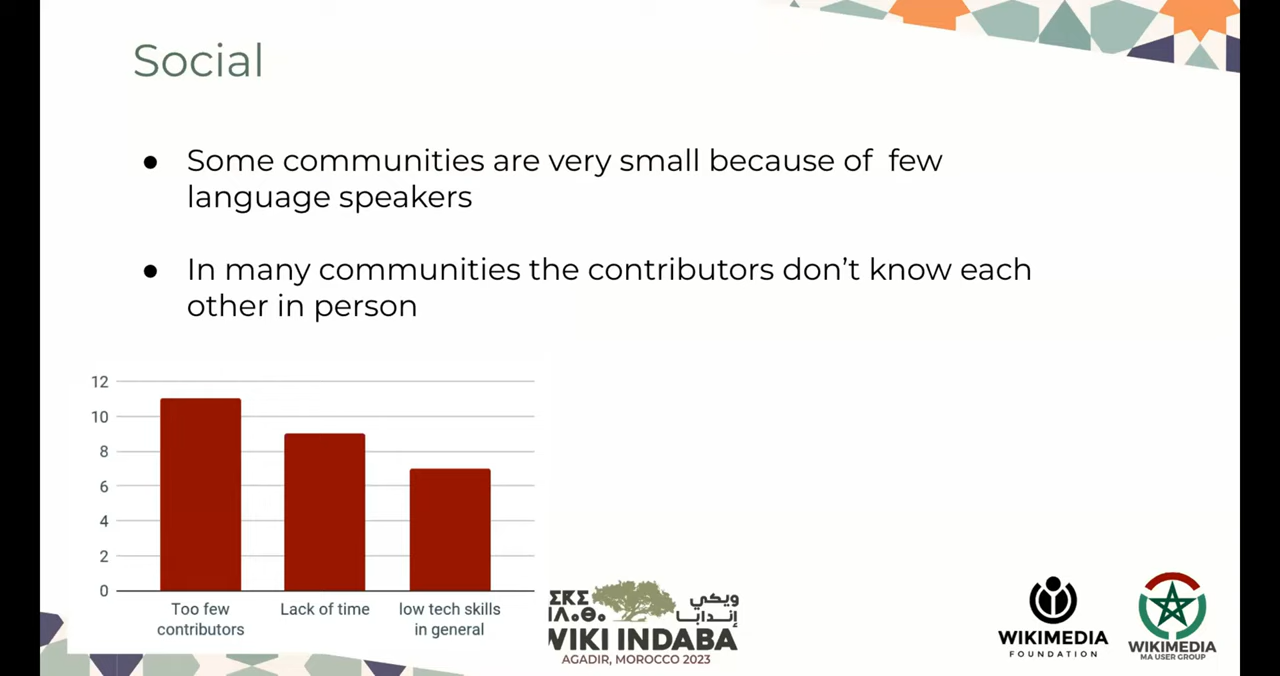 Social
● Some communities are very small because of few
language speakers
● In many communities the contributors don't know each
other in person
12
10
8
6
4
2
0
Too few
contributors
Lack of time
low tech skills
in general
ويكي
إندابا
WIKI INDABA
AGADIR, MOROCCO 2023
WIKIMEDIA
FOUNDATION
WIKIMEDIA
MA USER GROUP